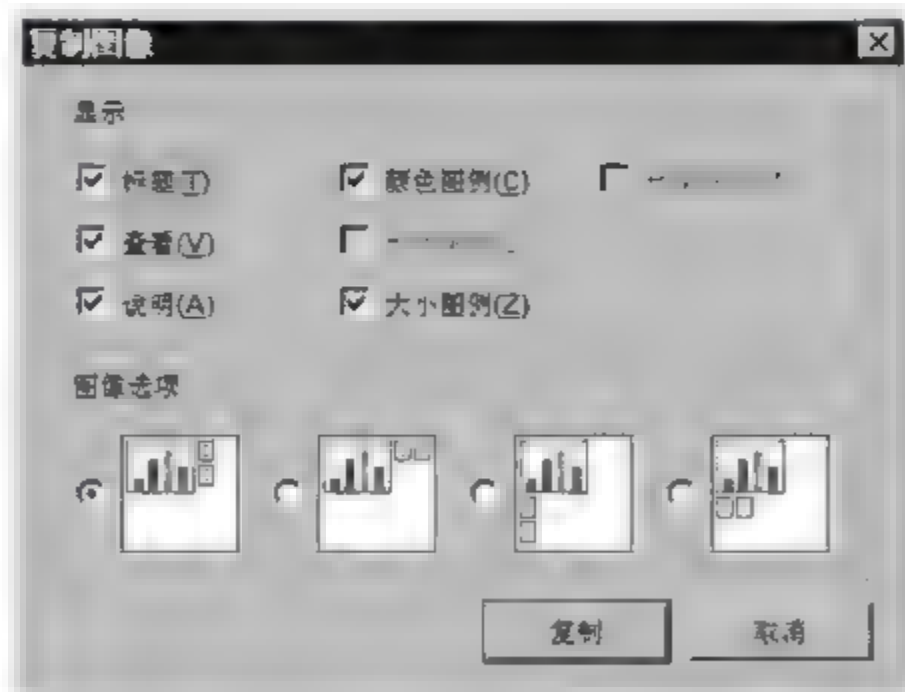 复制图像
显示
标题(T) 颜色图例(C)
查看(V)
说明(A) 大小图例(Z)
图像选项
复制 取消